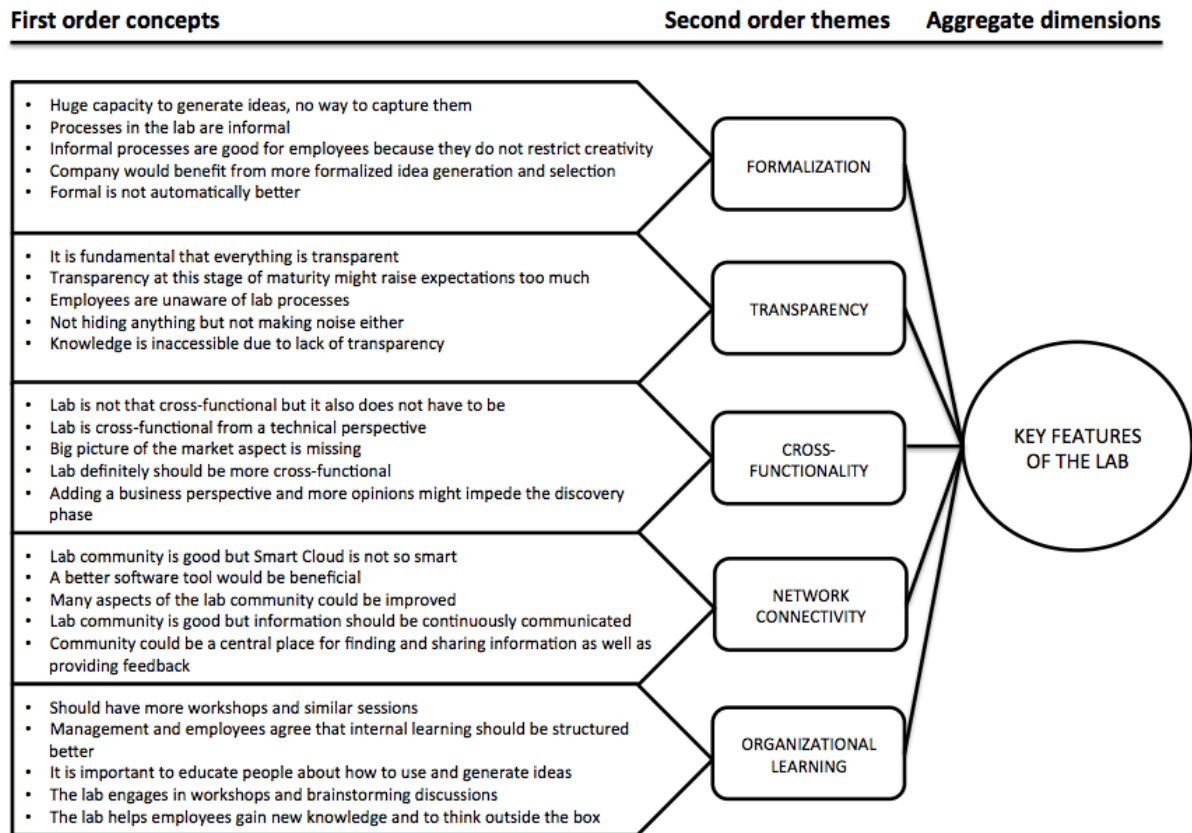 First order concepts
Second order themes
Aggregate dimensions
• Huge capacity to generate ideas, no way to capture them
• Processes in the lab are informal
• Informal processes are good for employees because they do not restrict creativity
• Company would benefit from more formalized idea generation and selection
• Formal is not automatically better
FORMALIZATION
• It is fundamental that everything is transparent
• Transparency at this stage of maturity might raise expectations too much
• Employees are unaware of lab processes
• Not hiding anything but not making noise either
• Knowledge is inaccessible due to lack of transparency
TRANSPARENCY
• Lab is not that cross-functional but it also does not have to be
• Lab is cross-functional from a technical perspective
• Big picture of the market aspect is missing
• Lab definitely should be more cross-functional
• Adding a business perspective and more opinions might impede the discovery
phase
CROSS-
FUNCTIONALITY
• Lab community is good but Smart Cloud is not so smart
• A better software tool would be beneficial
• Many aspects of the lab community could be improved
• Lab community is good but information should be continuously communicated
• Community could be a central place for finding and sharing information as well as
providing feedback
NETWORK
CONNECTIVITY
• Should have more workshops and similar sessions
• Management and employees agree that internal learning should be structured
better
• It is important to educate people about how to use and generate ideas
• The lab engages in workshops and brainstorming discussions
• The lab helps employees gain new knowledge and to think outside the box
ORGANIZATIONAL
LEARNING
KEY FEATURES
OF THE LAB